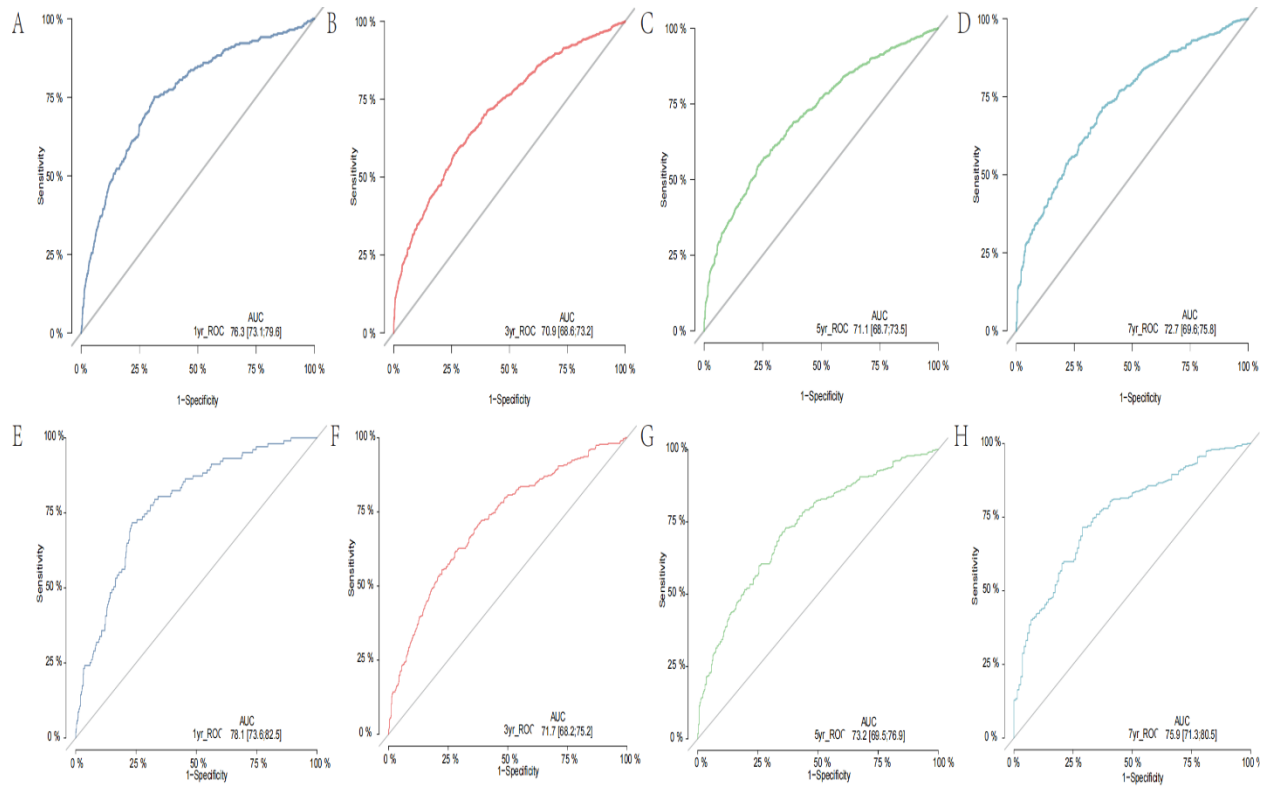 A
100 %
75 %
50 %
25 %
0 %
Sensitivity
AUC
1yr_ROC 76.3 [73.1;79.6]
0 % 25 % 50 % 75 % 100 %
1-Specificity
B
100 %
75 %
50 %
25 %
0 %
Sensitivity
AUC
3yr_ROC 70.9 [68.6;73.2]
0 % 25 % 50 % 75 % 100 %
1-Specificity
C
100 %
75 %
50 %
25 %
0 %
Sensitivity
AUC
5yr_ROC 71.1 [68.7;73.5]
0 % 25 % 50 % 75 % 100 %
1-Specificity
D
100 %
75 %
50 %
25 %
0 %
Sensitivity
AUC
7yr_ROC 72.7 [69.6;75.8]
0 % 25 % 50 % 75 % 100 %
1-Specificity
E
100 %
75 %
50 %
25 %
0 %
Sensitivity
AUC
1yr_ROC 78.1 [73.6;82.5]
0 % 25 % 50 % 75 % 100 %
1-Specificity
F
100 %
75 %
50 %
25 %
0 %
Sensitivity
AUC
3yr_ROC 71.7 [68.2;75.2]
0 % 25 % 50 % 75 % 100 %
1-Specificity
G
100 %
75 %
50 %
25 %
0 %
Sensitivity
AUC
5yr_ROC 73.2 [69.5;76.9]
0 % 25 % 50 % 75 % 100 %
1-Specificity
H
100 %
75 %
50 %
25 %
0 %
Sensitivity
AUC
7yr_ROC 75.9 [71.3;80.5]
0 % 25 % 50 % 75 % 100 %
1-Specificity